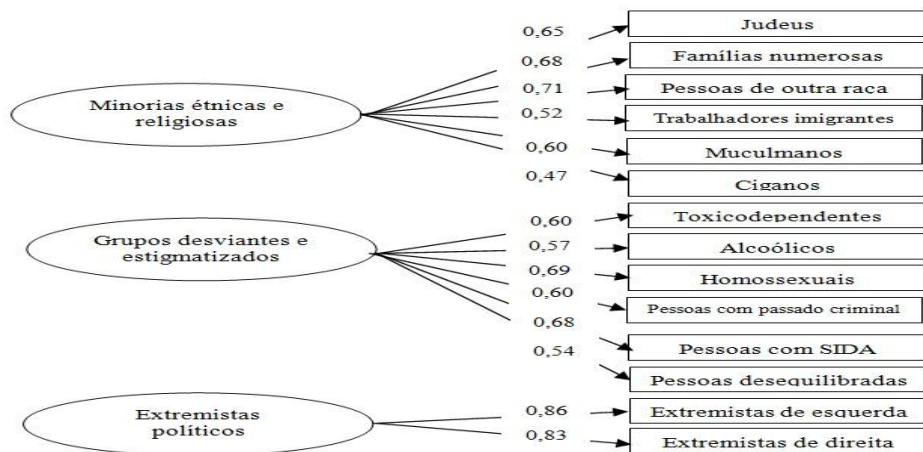 0,65
Judeus
0,68
Famílias numerosas
Minorias étnicas e
religiosas
0,71
Pessoas de outra raça
0,52
Trabalhadores imigrantes
0,60
Muculmanos
0,47
Ciganos
Grupos desviantes e
estigmatizados
0,60
Toxicodependentes
0,57
Alcoólicos
0,69
Homossexuais
0,60
Pessoas com passado criminal
0,68
Pessoas com SIDA
0,54
Pessoas desequilibradas
Extremistas
políticos
0,86
Extremistas de esquerda
0,83
Extremistas de direita